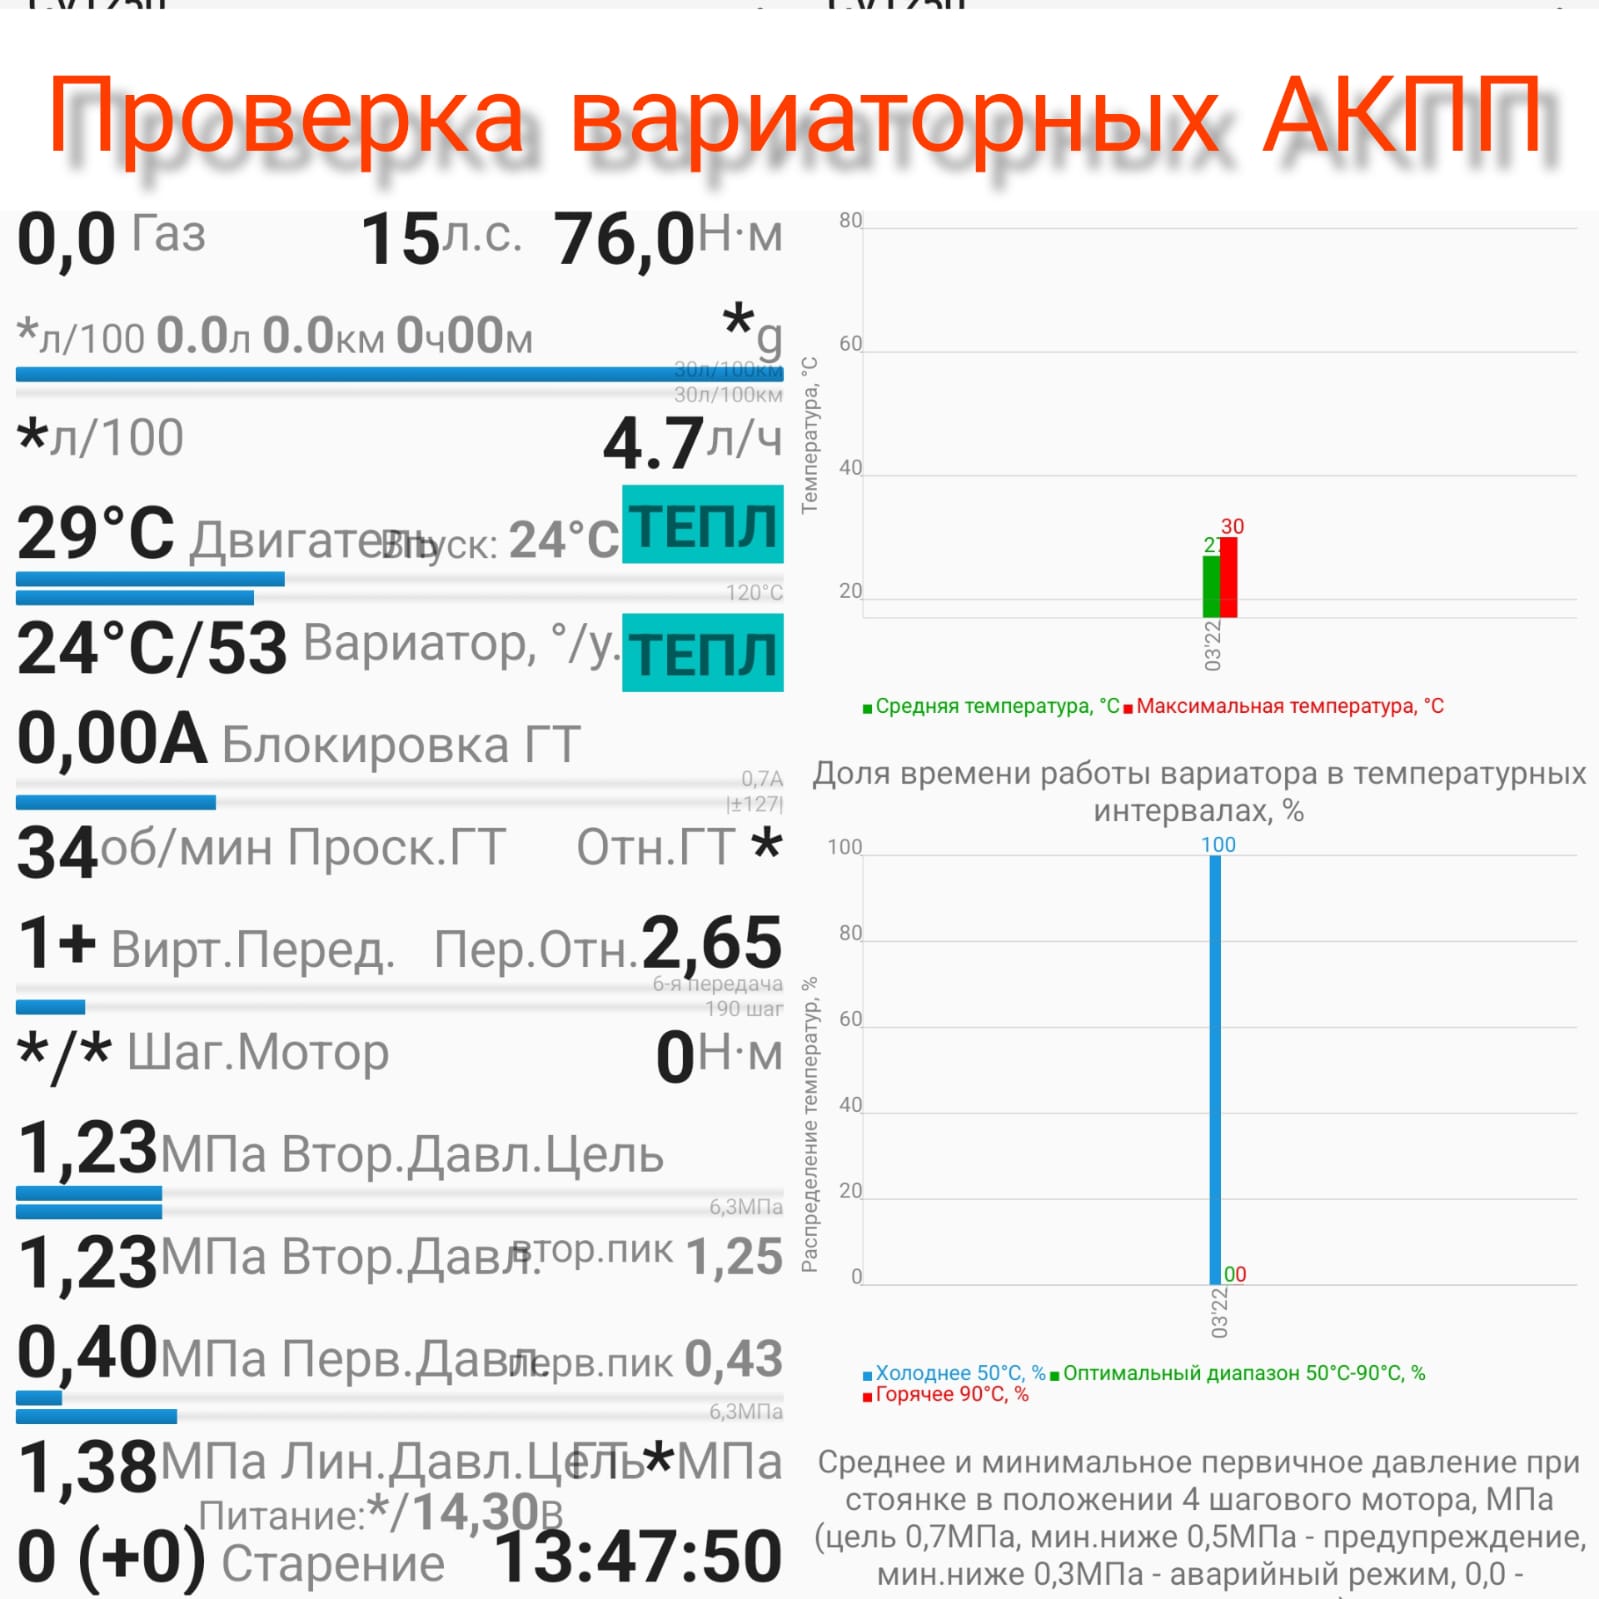 Проверка вариаторных АКПП
0,0 Газ 15л.с. 76,0Н·м
*л/100 0.0л 0.0км 0ч00м *g
30л/100км
30л/100км
*л/100 4.7л/ч
29°C Двигатель Впуск: 24°C ТЕПЛ
120°C
24°C/53 Вариатор, °/у. ТЕПЛ
0,00А Блокировка ГТ
0,7А
|±127|
34об/мин Проск.ГТ Отн.ГТ *
1+ Вирт.Перед. Пер.Отн.2,65
6-я передача
190 шаг
*/* Шаг.Мотор 0Н·м
1,23МПа Втор.Давл.Цель
6,3МПа
1,23МПа Втор.Давл. втор.пик 1,25
0,40МПа Перв.Давл. перв.пик 0,43
6,3МПа
1,38МПа Лин.Давл.Цель ГТ*МПа
Питание:*/14,30В
0 (+0) Старение 13:47:50
80
60
40
20
Температура, °C
27
30
03'22
Средняя температура, °C Максимальная температура, °C
Доля времени работы вариатора в температурных
интервалах, %
100
80
60
40
20
0
Распределение температур, %
100
0 0
03'22
Холоднее 50°C, % Оптимальный диапазон 50°C-90°C, %
Горячее 90°C, %
Среднее и минимальное первичное давление при
стоянке в положении 4 шагового мотора, МПа
(цель 0,7МПа, мин.ниже 0,5МПа - предупреждение,
мин.ниже 0,3МПа - аварийный режим, 0,0 -